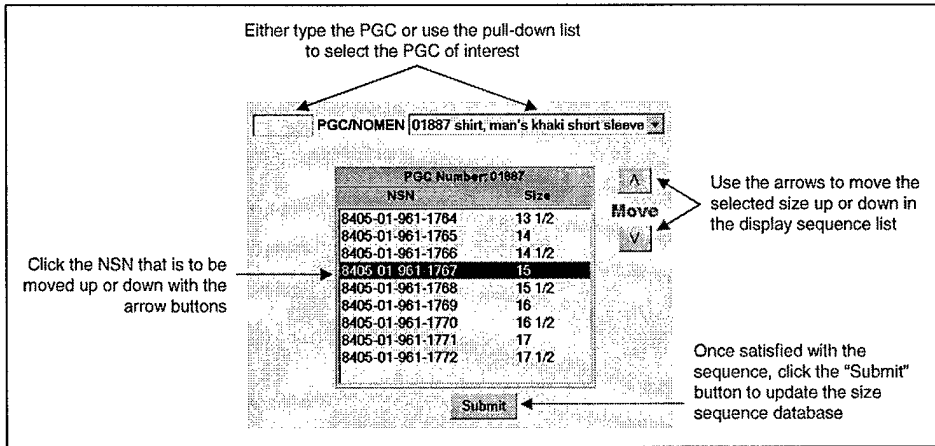 Either type the PGC or use the pull-down list
to select the PGC of interest
PGC/NOMEN 01887 shirt, man's khaki short sleeve
PGC Number: 01887
NSN Size
8405-01-961-1764 13 1/2
8405-01-961-1765 14
8405-01-961-1766 14 1/2
8405-01-961-1767 15
8405-01-961-1768 15 1/2
8405-01-961-1769 16
8405-01-961-1770 16 1/2
8405-01-961-1771 17
8405-01-961-1772 17 1/2
Λ
Move
V
Use the arrows to move the
selected size up or down in
the display sequence list
Click the NSN that is to be
moved up or down with the
arrow buttons
Submit
Once satisfied with the
sequence, click the "Submit"
button to update the size
sequence database